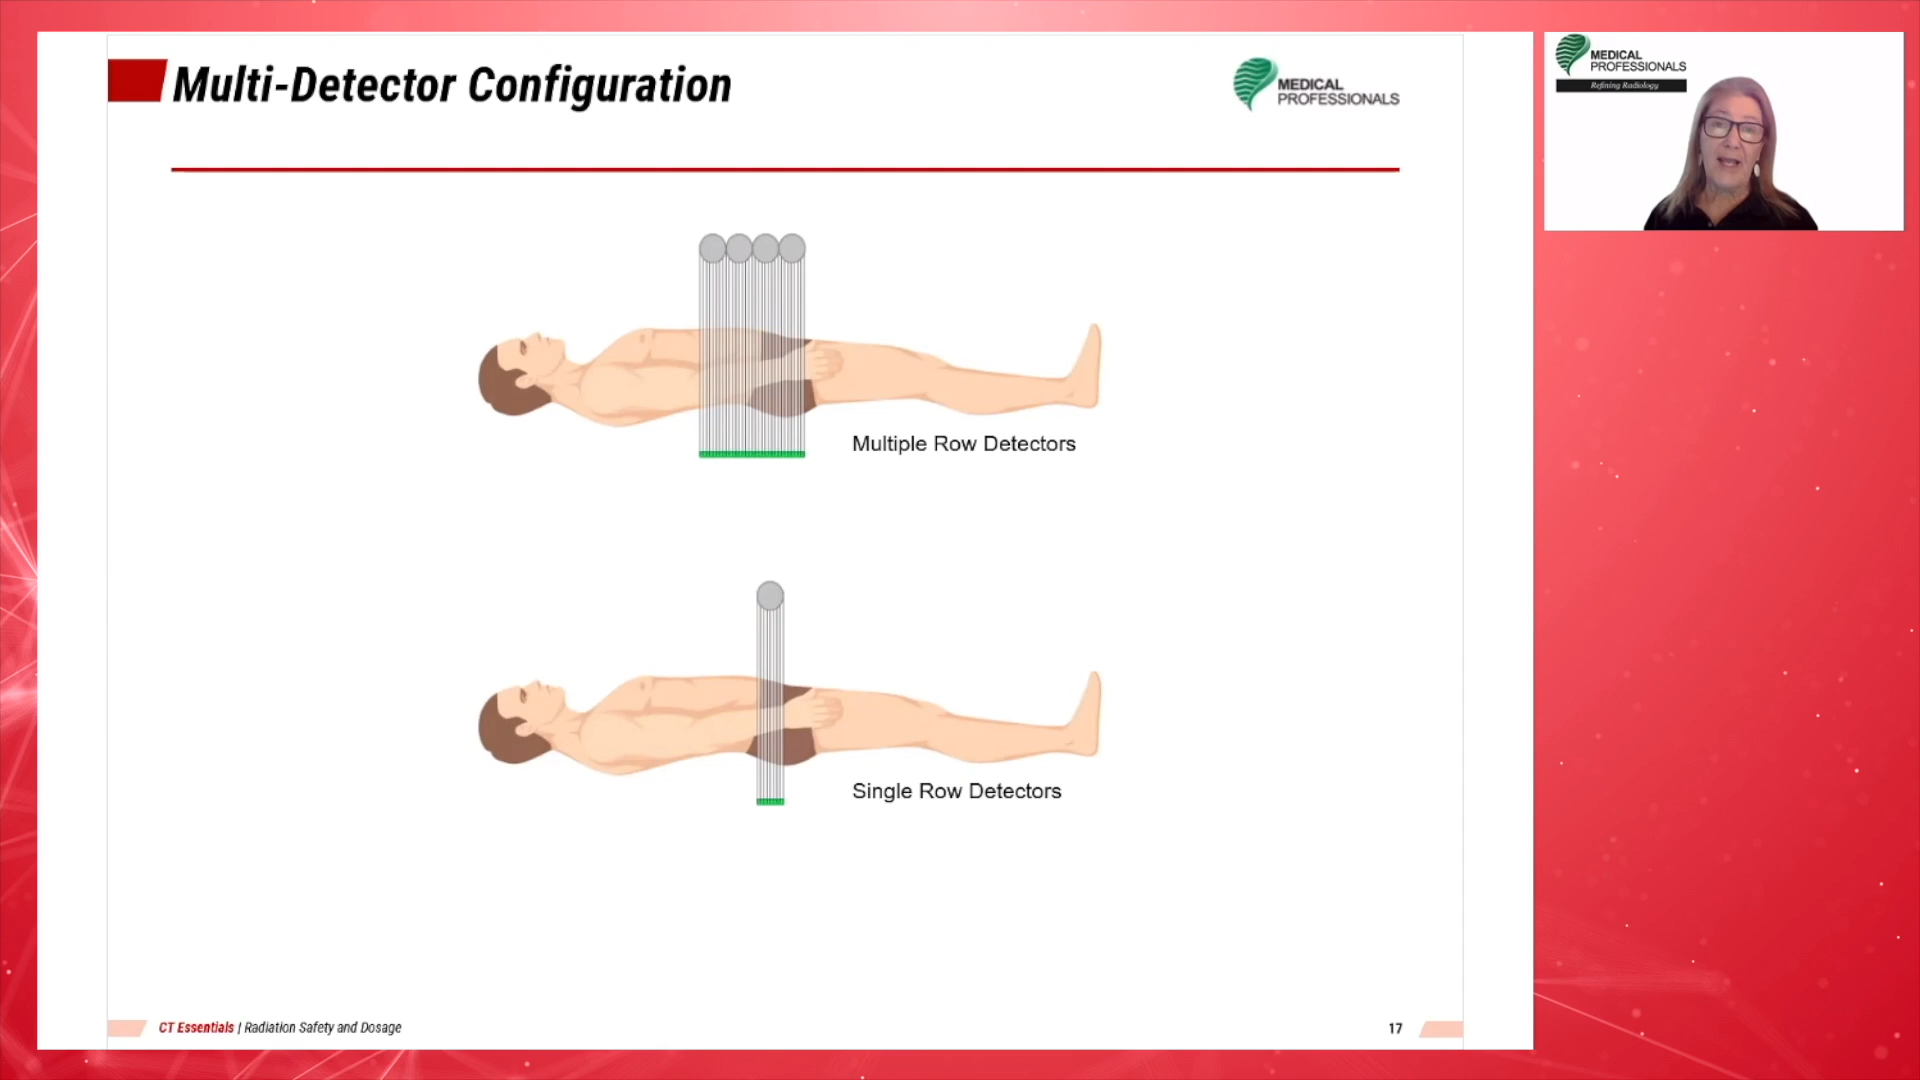 Multi-Detector Configuration
MEDICAL
PROFESSIONALS
Multiple Row Detectors
Single Row Detectors
CT Essentials | Radiation Safety and Dosage
17
MEDICAL
PROFESSIONALS
Refining Radiology